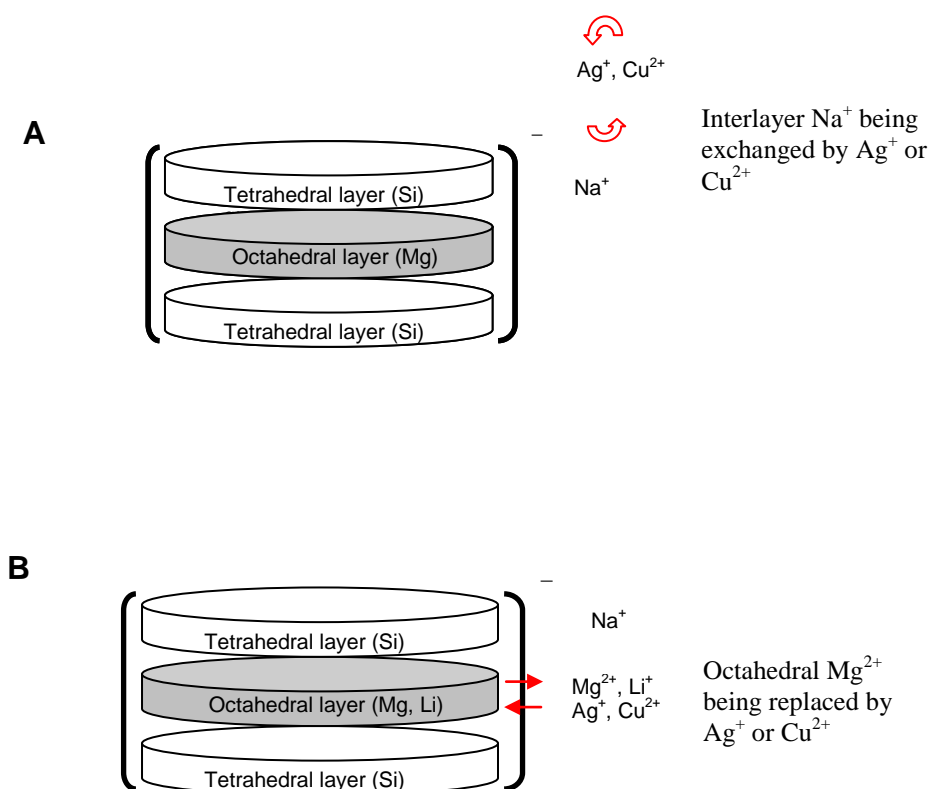 Ag⁺, Cu²⁺
A
–
Interlayer Na⁺ being
exchanged by Ag⁺ or
Cu²⁺
Tetrahedral layer (Si)
Na⁺
Octahedral layer (Mg)
Tetrahedral layer (Si)
B
–
Na⁺
Tetrahedral layer (Si)
Octahedral Mg²⁺
being replaced by
Ag⁺ or Cu²⁺
Mg²⁺, Li⁺
Octahedral layer (Mg, Li)
Ag⁺, Cu²⁺
Tetrahedral layer (Si)